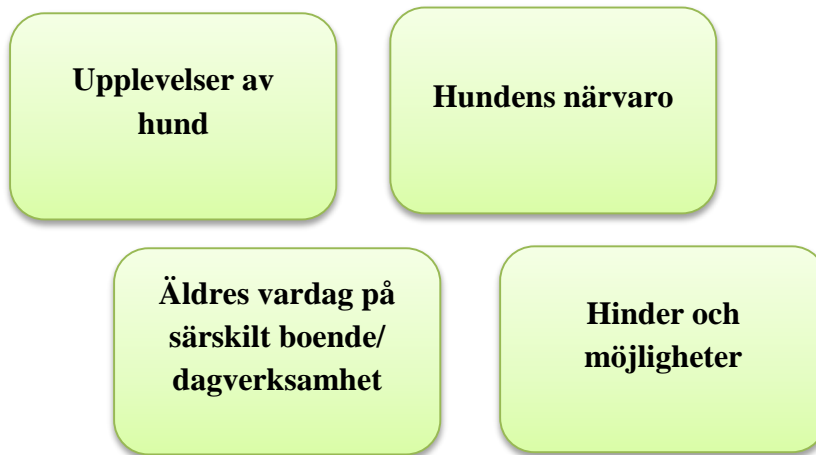 Upplevelser av
hund
Hundens närvaro
Äldres vardag på
särskilt boende/
dagverksamhet
Hinder och
möjligheter